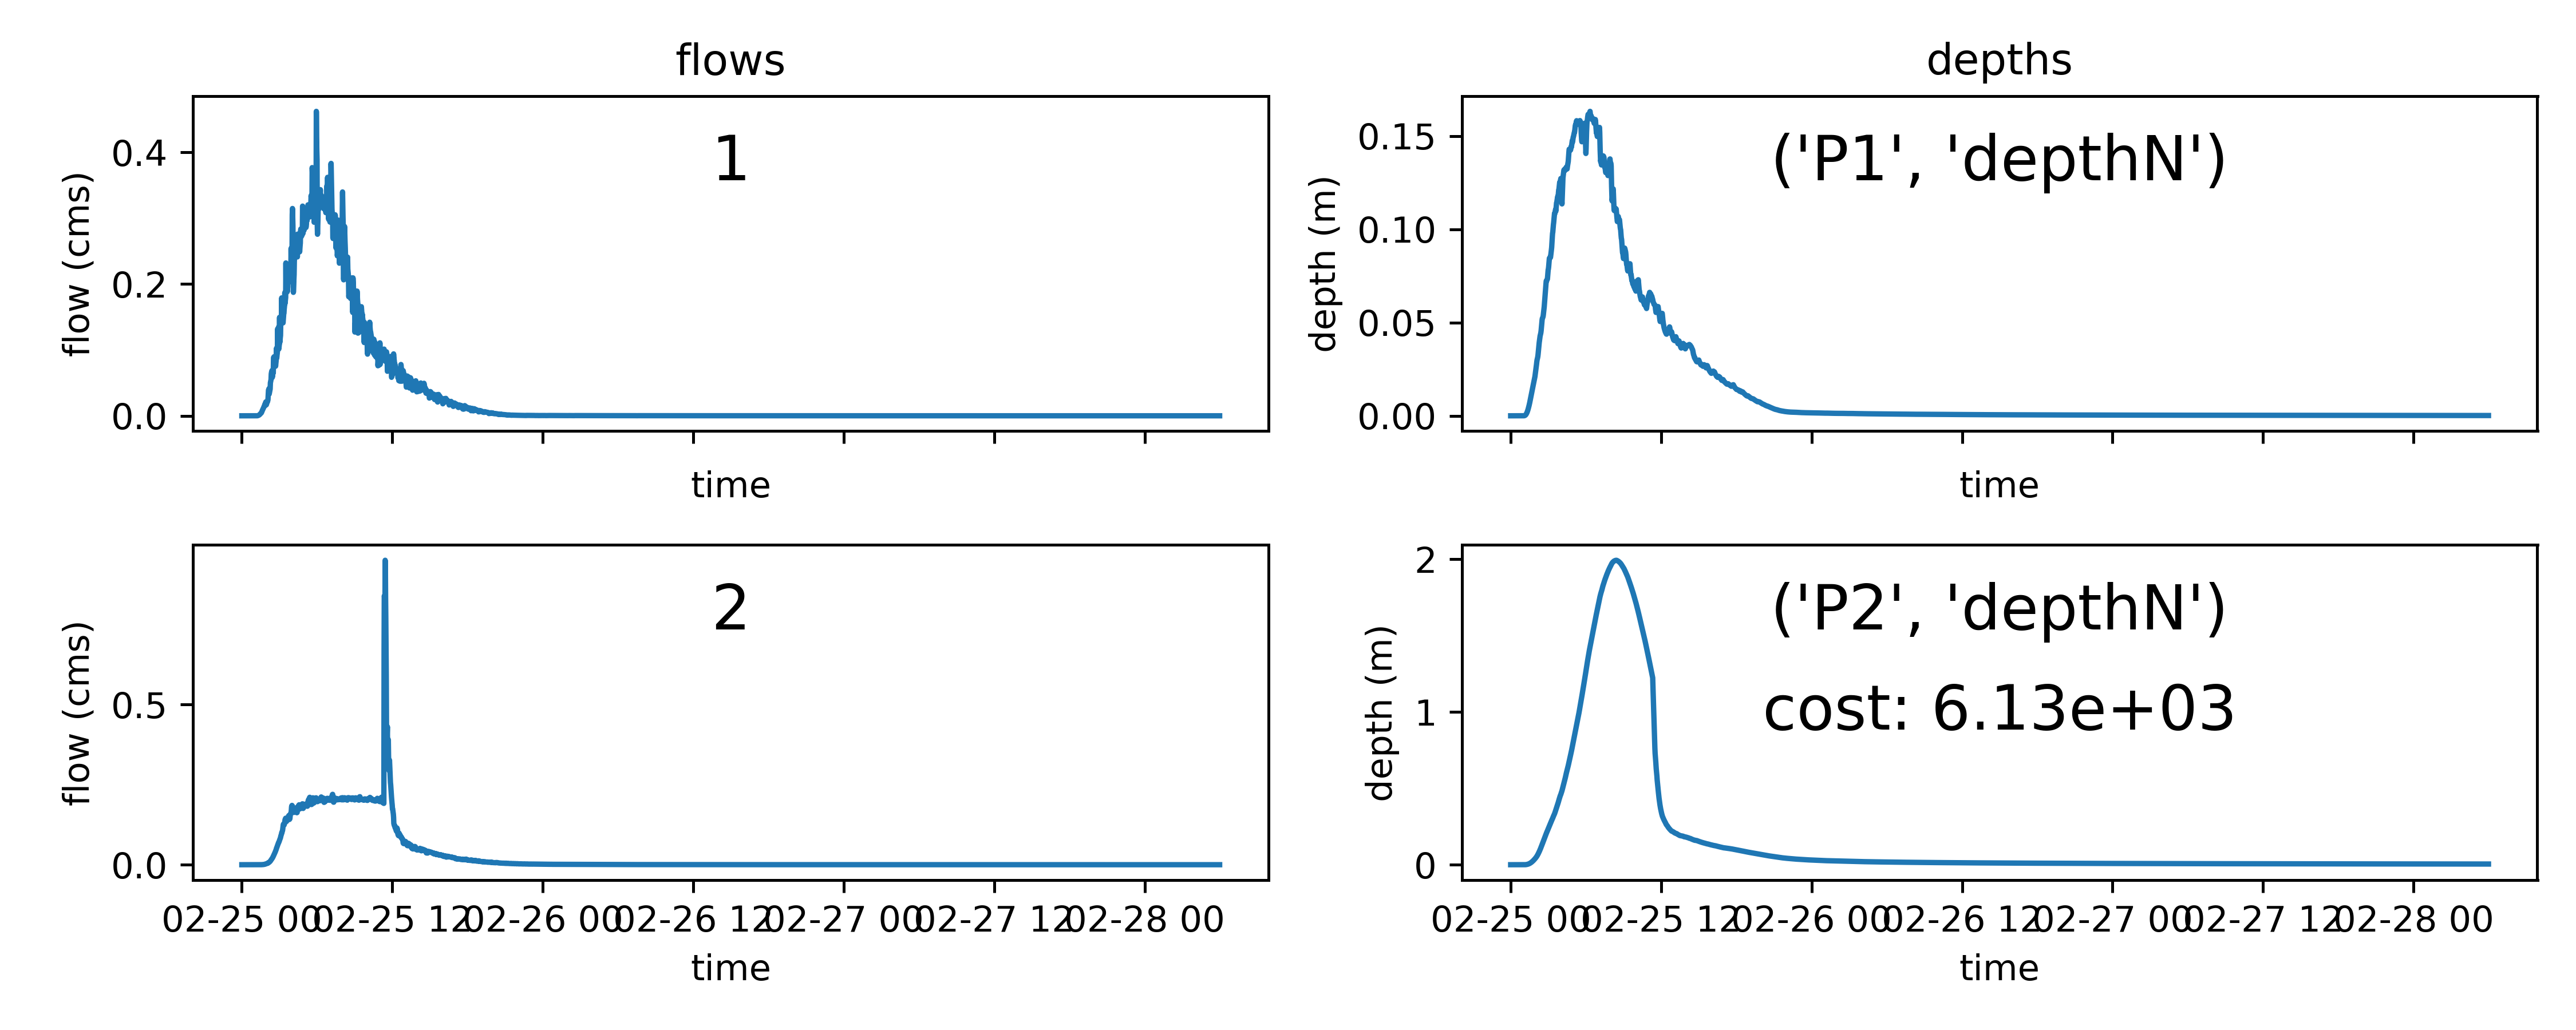 flows
flow (cms)
0.4
0.2
0.0
1
time
depths
depth (m)
0.15
0.10
0.05
0.00
('P1', 'depthN')
time
flow (cms)
0.5
0.0
2
02-25 00 02-25 12 02-26 00 02-26 12 02-27 00 02-27 12 02-28 00
time
depth (m)
2
1
0
('P2', 'depthN')
cost: 6.13e+03
02-25 00 02-25 12 02-26 00 02-26 12 02-27 00 02-27 12 02-28 00
time